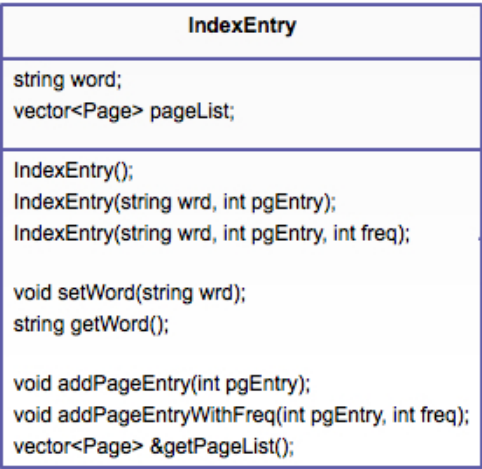 IndexEntry
string word;
vector<Page> pageList;
IndexEntry();
IndexEntry(string wrd, int pgEntry);
IndexEntry(string wrd, int pgEntry, int freq);
void setWord(string wrd);
string getWord();
void addPageEntry(int pgEntry);
void addPageEntryWithFreq(int pgEntry, int freq);
vector<Page> &getPageList();